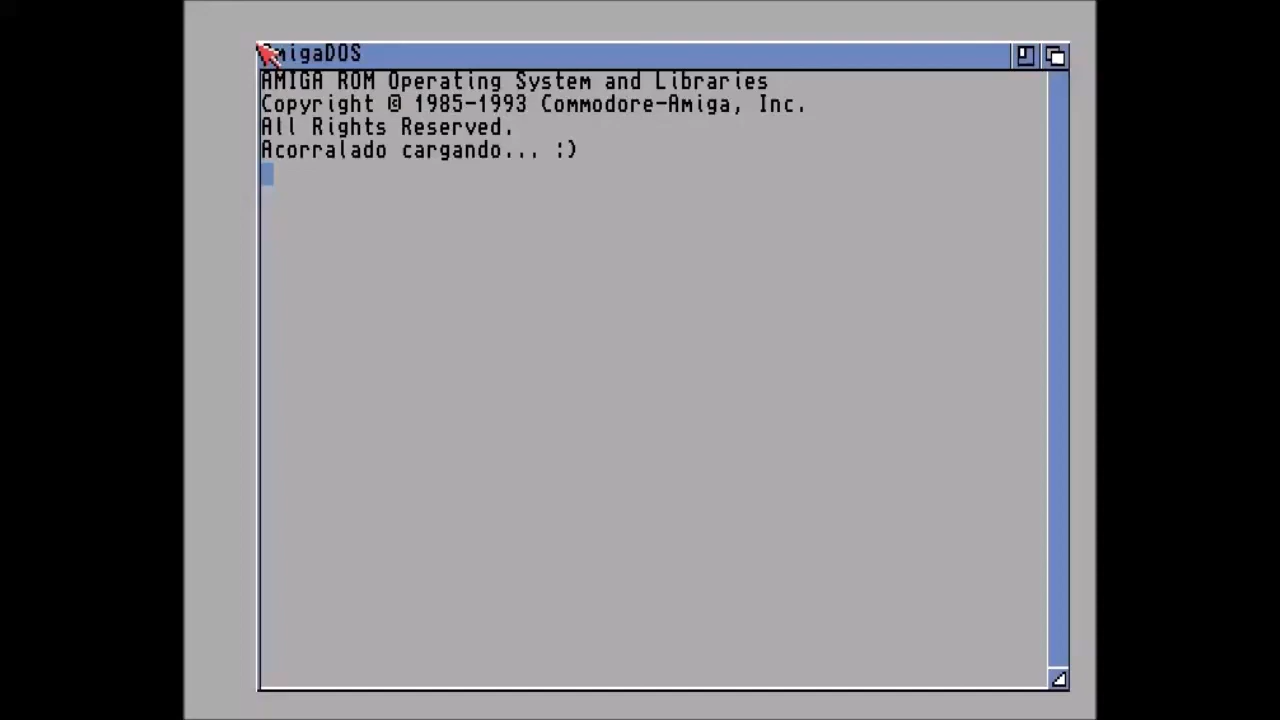 AmigaDOS
AMIGA ROM Operating System and Libraries
Copyright © 1985-1993 Commodore-Amiga, Inc.
All Rights Reserved.
Acorralado cargando... :)